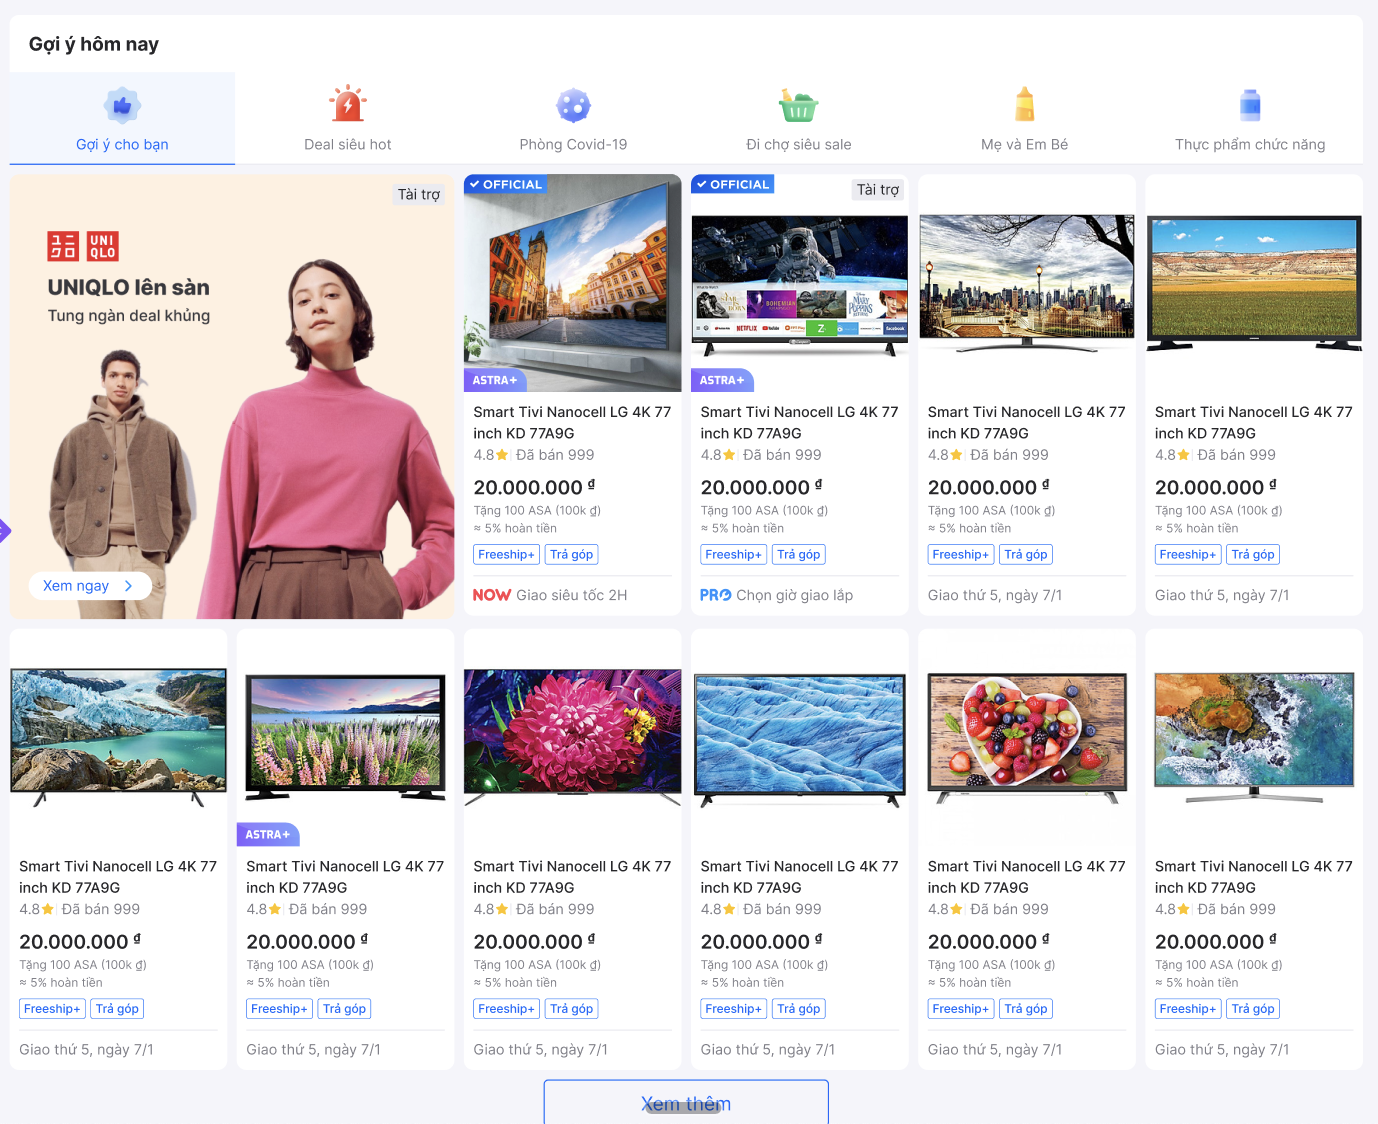 Gợi ý hôm nay
Gợi ý cho bạn
Deal siêu hot
Phòng Covid-19
Đi chợ siêu sale
Mẹ và Em Bé
Thực phẩm chức năng
Tài trợ
UNI
QLO
UNIQLO lên sàn
Tung ngàn deal khủng
Xem ngay
OFFICIAL
ASTRA+
Smart Tivi Nanocell LG 4K 77
inch KD 77A9G
4.8 Đã bán 999
20.000.000 ₫
Tặng 100 ASA (100k ₫)
≈ 5% hoàn tiền
Freeship+ Trả góp
NOW Giao siêu tốc 2H
OFFICIAL
Tài trợ
NETFLIX
YouTube
facebook
ASTRA+
Smart Tivi Nanocell LG 4K 77
inch KD 77A9G
4.8 Đã bán 999
20.000.000 ₫
Tặng 100 ASA (100k ₫)
≈ 5% hoàn tiền
Freeship+ Trả góp
PRO Chọn giờ giao lắp
Smart Tivi Nanocell LG 4K 77
inch KD 77A9G
4.8 Đã bán 999
20.000.000 ₫
Tặng 100 ASA (100k ₫)
≈ 5% hoàn tiền
Freeship+ Trả góp
Giao thứ 5, ngày 7/1
Smart Tivi Nanocell LG 4K 77
inch KD 77A9G
4.8 Đã bán 999
20.000.000 ₫
Tặng 100 ASA (100k ₫)
≈ 5% hoàn tiền
Freeship+ Trả góp
Giao thứ 5, ngày 7/1
Smart Tivi Nanocell LG 4K 77
inch KD 77A9G
4.8 Đã bán 999
20.000.000 ₫
Tặng 100 ASA (100k ₫)
≈ 5% hoàn tiền
Freeship+ Trả góp
Giao thứ 5, ngày 7/1
ASTRA+
Smart Tivi Nanocell LG 4K 77
inch KD 77A9G
4.8 Đã bán 999
20.000.000 ₫
Tặng 100 ASA (100k ₫)
≈ 5% hoàn tiền
Freeship+ Trả góp
Giao thứ 5, ngày 7/1
Smart Tivi Nanocell LG 4K 77
inch KD 77A9G
4.8 Đã bán 999
20.000.000 ₫
Tặng 100 ASA (100k ₫)
≈ 5% hoàn tiền
Freeship+ Trả góp
Giao thứ 5, ngày 7/1
Smart Tivi Nanocell LG 4K 77
inch KD 77A9G
4.8 Đã bán 999
20.000.000 ₫
Tặng 100 ASA (100k ₫)
≈ 5% hoàn tiền
Freeship+ Trả góp
Giao thứ 5, ngày 7/1
Smart Tivi Nanocell LG 4K 77
inch KD 77A9G
4.8 Đã bán 999
20.000.000 ₫
Tặng 100 ASA (100k ₫)
≈ 5% hoàn tiền
Freeship+ Trả góp
Giao thứ 5, ngày 7/1
Smart Tivi Nanocell LG 4K 77
inch KD 77A9G
4.8 Đã bán 999
20.000.000 ₫
Tặng 100 ASA (100k ₫)
≈ 5% hoàn tiền
Freeship+ Trả góp
Giao thứ 5, ngày 7/1
Xem thêm